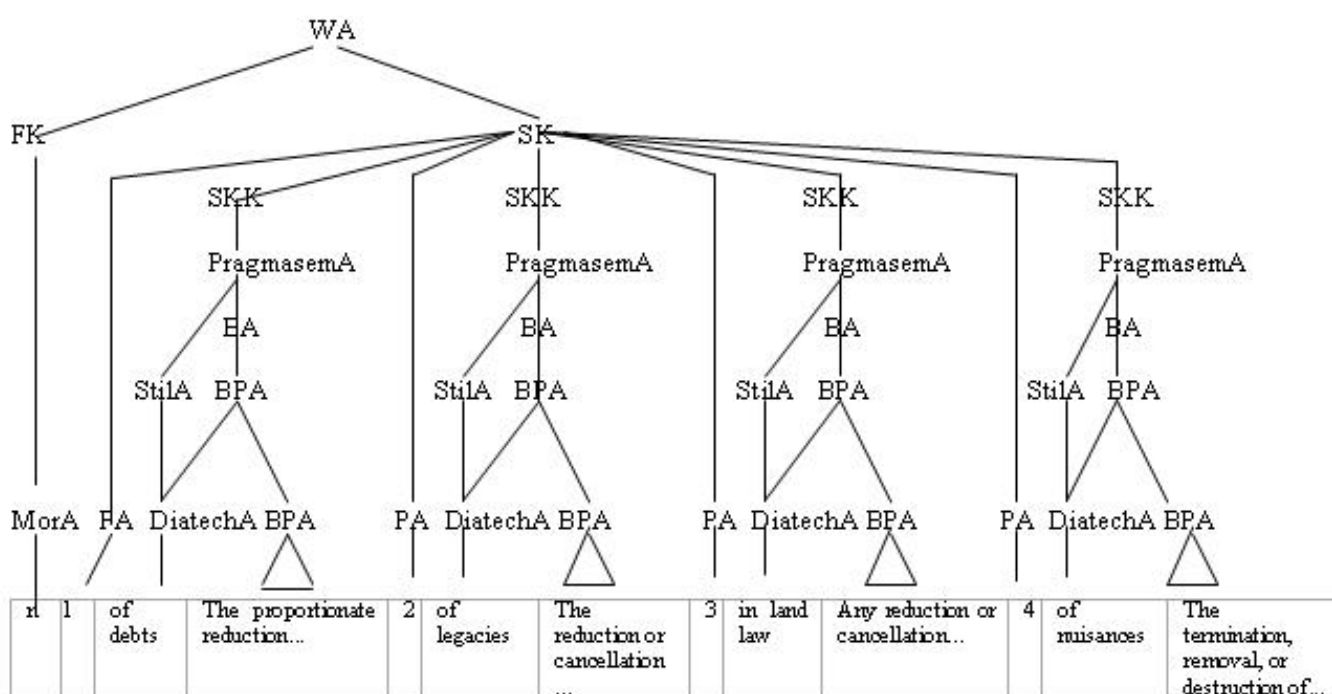 WA
FK SK
SKK SKK SKK SKK
PragmasemA PragmasemA PragmasemA PragmasemA
BA BA BA BA
StilA BPA StilA BPA StilA BPA StilA BPA
MorA PA DiatechA BPA PA DiatechA BPA PA DiatechA BPA PA DiatechA BPA
n 1 of The proportionate 2 of The 3 in land Any reduction or 4 of The
debts reduction... legacies reduction or law cancellation... nuisances termination,
cancellation removal, or
... destruction of...